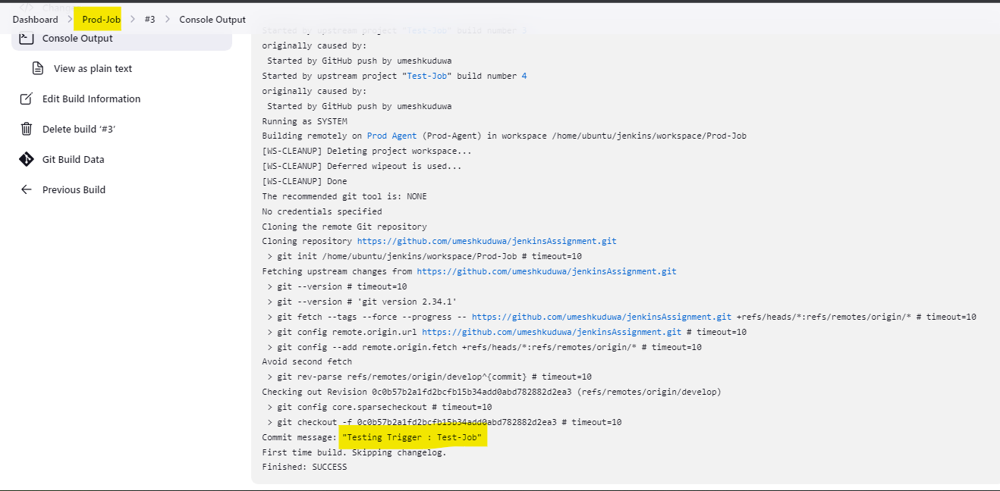 Changes
Dashboard > Prod-Job > #3 > Console Output
Console Output
View as plain text
Edit Build Information
Delete build ‘#3’
Git Build Data
Previous Build
Started by upstream project "Test-Job" build number 3
originally caused by:
Started by GitHub push by umeshkuduwa
Started by upstream project "Test-Job" build number 4
originally caused by:
Started by GitHub push by umeshkuduwa
Running as SYSTEM
Building remotely on Prod Agent (Prod-Agent) in workspace /home/ubuntu/jenkins/workspace/Prod-Job
[WS-CLEANUP] Deleting project workspace...
[WS-CLEANUP] Deferred wipeout is used...
[WS-CLEANUP] Done
The recommended git tool is: NONE
No credentials specified
Cloning the remote Git repository
Cloning repository https://github.com/umeshkuduwa/jenkinsAssignment.git
> git init /home/ubuntu/jenkins/workspace/Prod-Job # timeout=10
Fetching upstream changes from https://github.com/umeshkuduwa/jenkinsAssignment.git
> git --version # timeout=10
> git --version # 'git version 2.34.1'
> git fetch --tags --force --progress -- https://github.com/umeshkuduwa/jenkinsAssignment.git +refs/heads/*:refs/remotes/origin/* # timeout=10
> git config remote.origin.url https://github.com/umeshkuduwa/jenkinsAssignment.git # timeout=10
> git config --add remote.origin.fetch +refs/heads/*:refs/remotes/origin/* # timeout=10
Avoid second fetch
> git rev-parse refs/remotes/origin/develop^{commit} # timeout=10
Checking out Revision 0c0b57b2a1fd2bcfb15b34add0abd782882d2ea3 (refs/remotes/origin/develop)
> git config core.sparsecheckout # timeout=10
> git checkout -f 0c0b57b2a1fd2bcfb15b34add0abd782882d2ea3 # timeout=10
Commit message: "Testing Trigger : Test-Job"
First time build. Skipping changelog.
Finished: SUCCESS